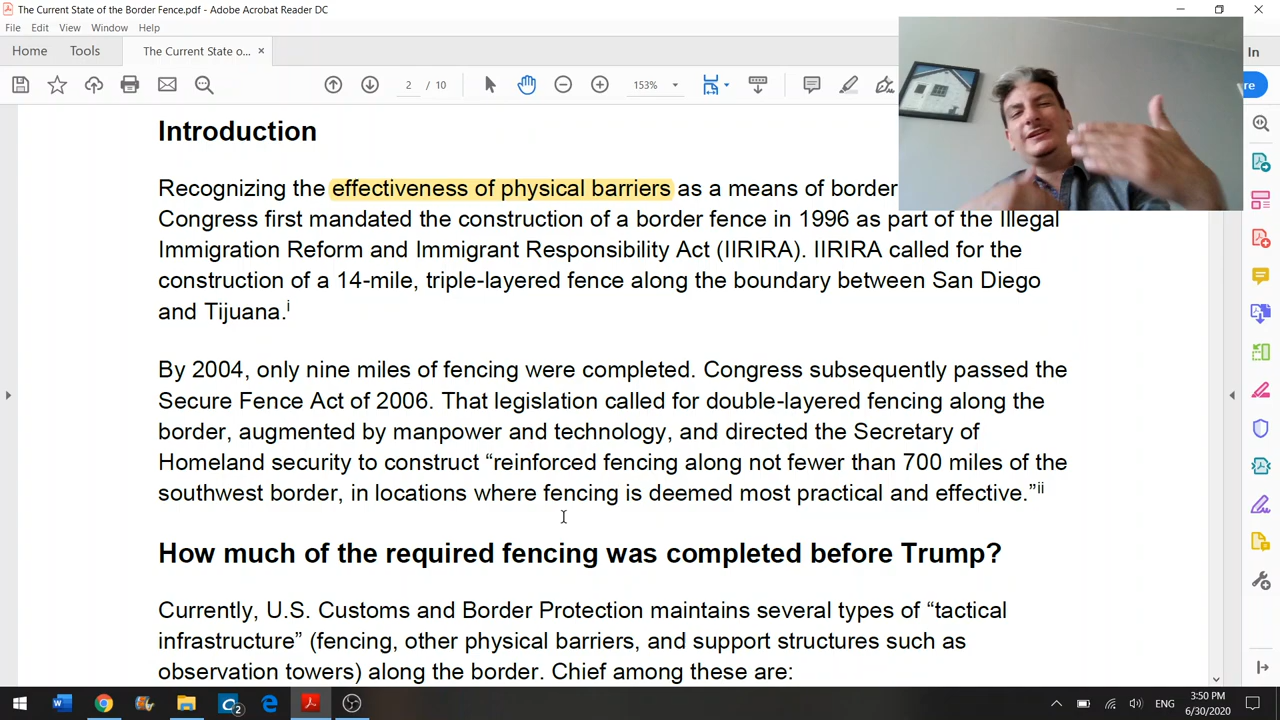 The Current State of the Border Fence.pdf - Adobe Acrobat Reader DC
File Edit View Window Help
Home Tools The Current State o... × In
2 / 10 153% re
Introduction
Recognizing the effectiveness of physical barriers as a means of border
Congress first mandated the construction of a border fence in 1996 as part of the Illegal
Immigration Reform and Immigrant Responsibility Act (IIRIRA). IIRIRA called for the
construction of a 14-mile, triple-layered fence along the boundary between San Diego
and Tijuana.i
By 2004, only nine miles of fencing were completed. Congress subsequently passed the
Secure Fence Act of 2006. That legislation called for double-layered fencing along the
border, augmented by manpower and technology, and directed the Secretary of
Homeland security to construct “reinforced fencing along not fewer than 700 miles of the
southwest border, in locations where fencing is deemed most practical and effective.”ii
How much of the required fencing was completed before Trump?
Currently, U.S. Customs and Border Protection maintains several types of “tactical
infrastructure” (fencing, other physical barriers, and support structures such as
observation towers) along the border. Chief among these are:
2 ENG 3:50 PM
6/30/2020